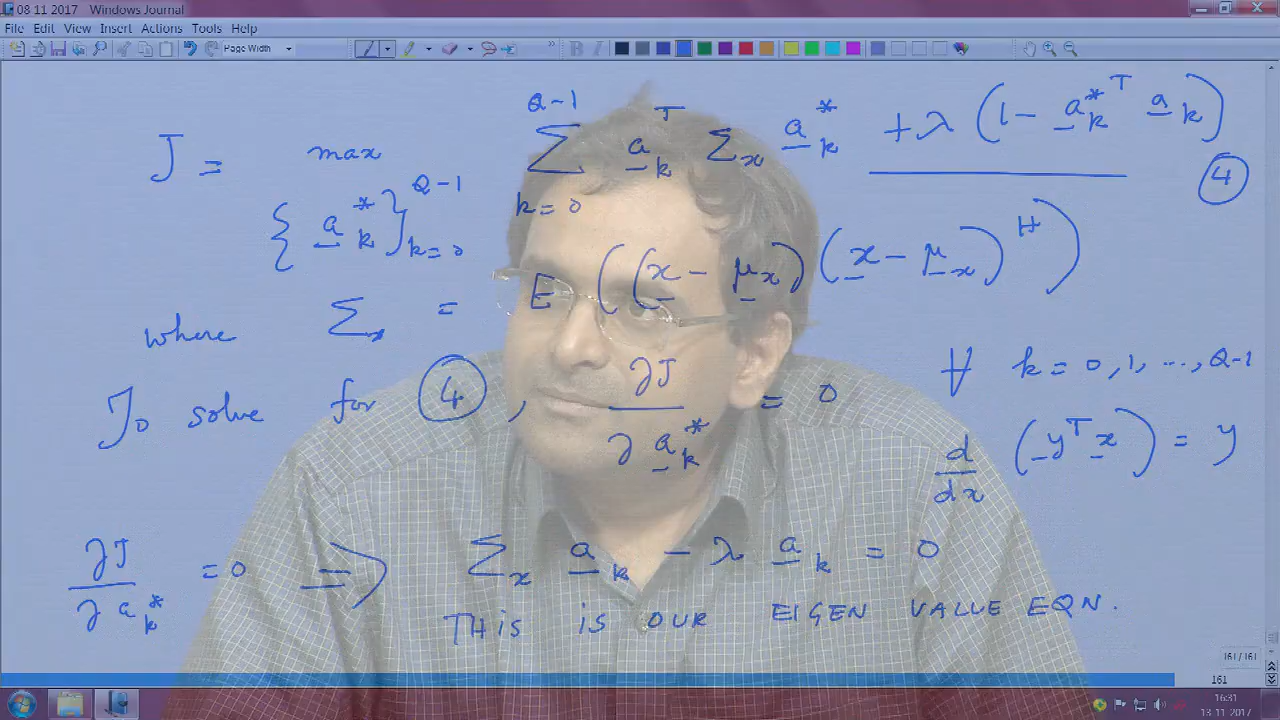 08-11-2017 - Windows Journal
File Edit View Insert Actions Tools Help
Page Width
J = max_{ {a_k^*}_{k=0}^{Q-1} } ∑_{k=0}^{Q-1} a_k^T Σ_x a_k^* + λ (1 - a_k^{*T} a_k) ④
where Σ_x = E ((x - μ_x) (x - μ_x)^H)
To solve for ④, ∂J/∂a_k^* = 0 ∀ k = 0, 1, ..., Q-1
d/dx (y^T x) = y
∂J/∂a_k^* = 0 ⇒ Σ_x a_k - λ a_k = 0
THIS IS OUR EIGEN VALUE EQN.
161/161
161
16:31
13-11-2017